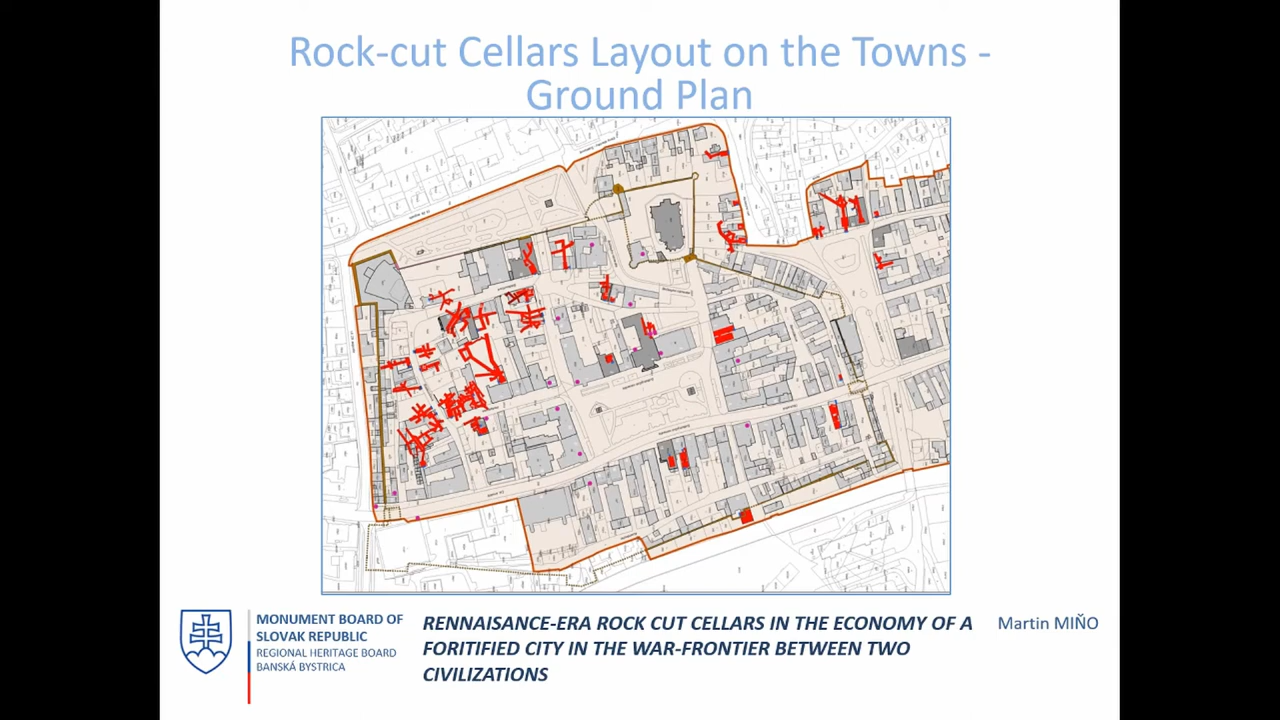 Rock-cut Cellars Layout on the Towns -
Ground Plan
MONUMENT BOARD OF
SLOVAK REPUBLIC
REGIONAL HERITAGE BOARD
BANSKÁ BYSTRICA
RENNAISANCE-ERA ROCK CUT CELLARS IN THE ECONOMY OF A
FORITIFIED CITY IN THE WAR-FRONTIER BETWEEN TWO
CIVILIZATIONS
Martin MIŇO